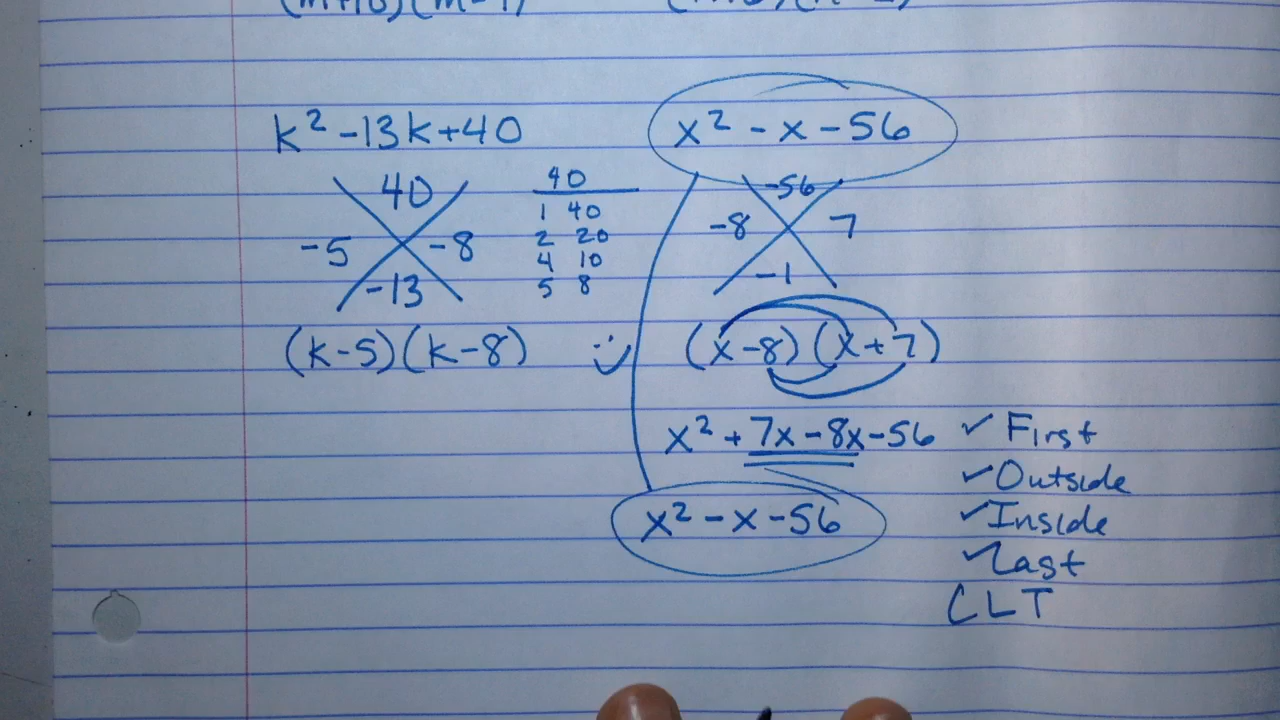 k² -13k+40
40
-5 -8
-13
(k-5)(k-8)
40
1 40
2 20
4 10
5 8
x² - x - 56
-56
-8 7
-1
(x-8)(x+7)
x² + 7x - 8x - 56
x² - x - 56
✓ First
✓ Outside
✓ Inside
✓ Last
CLT